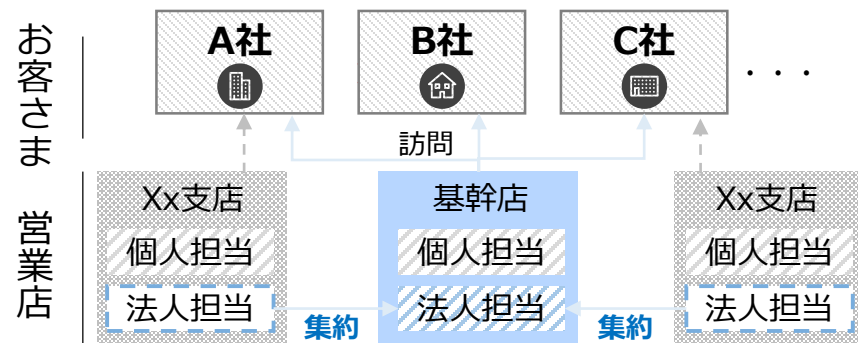 お客さま
A社
B社
C社
・・・
訪問
営業店
Xx支店
個人担当
法人担当
集約
基幹店
個人担当
法人担当
集約
Xx支店
個人担当
法人担当